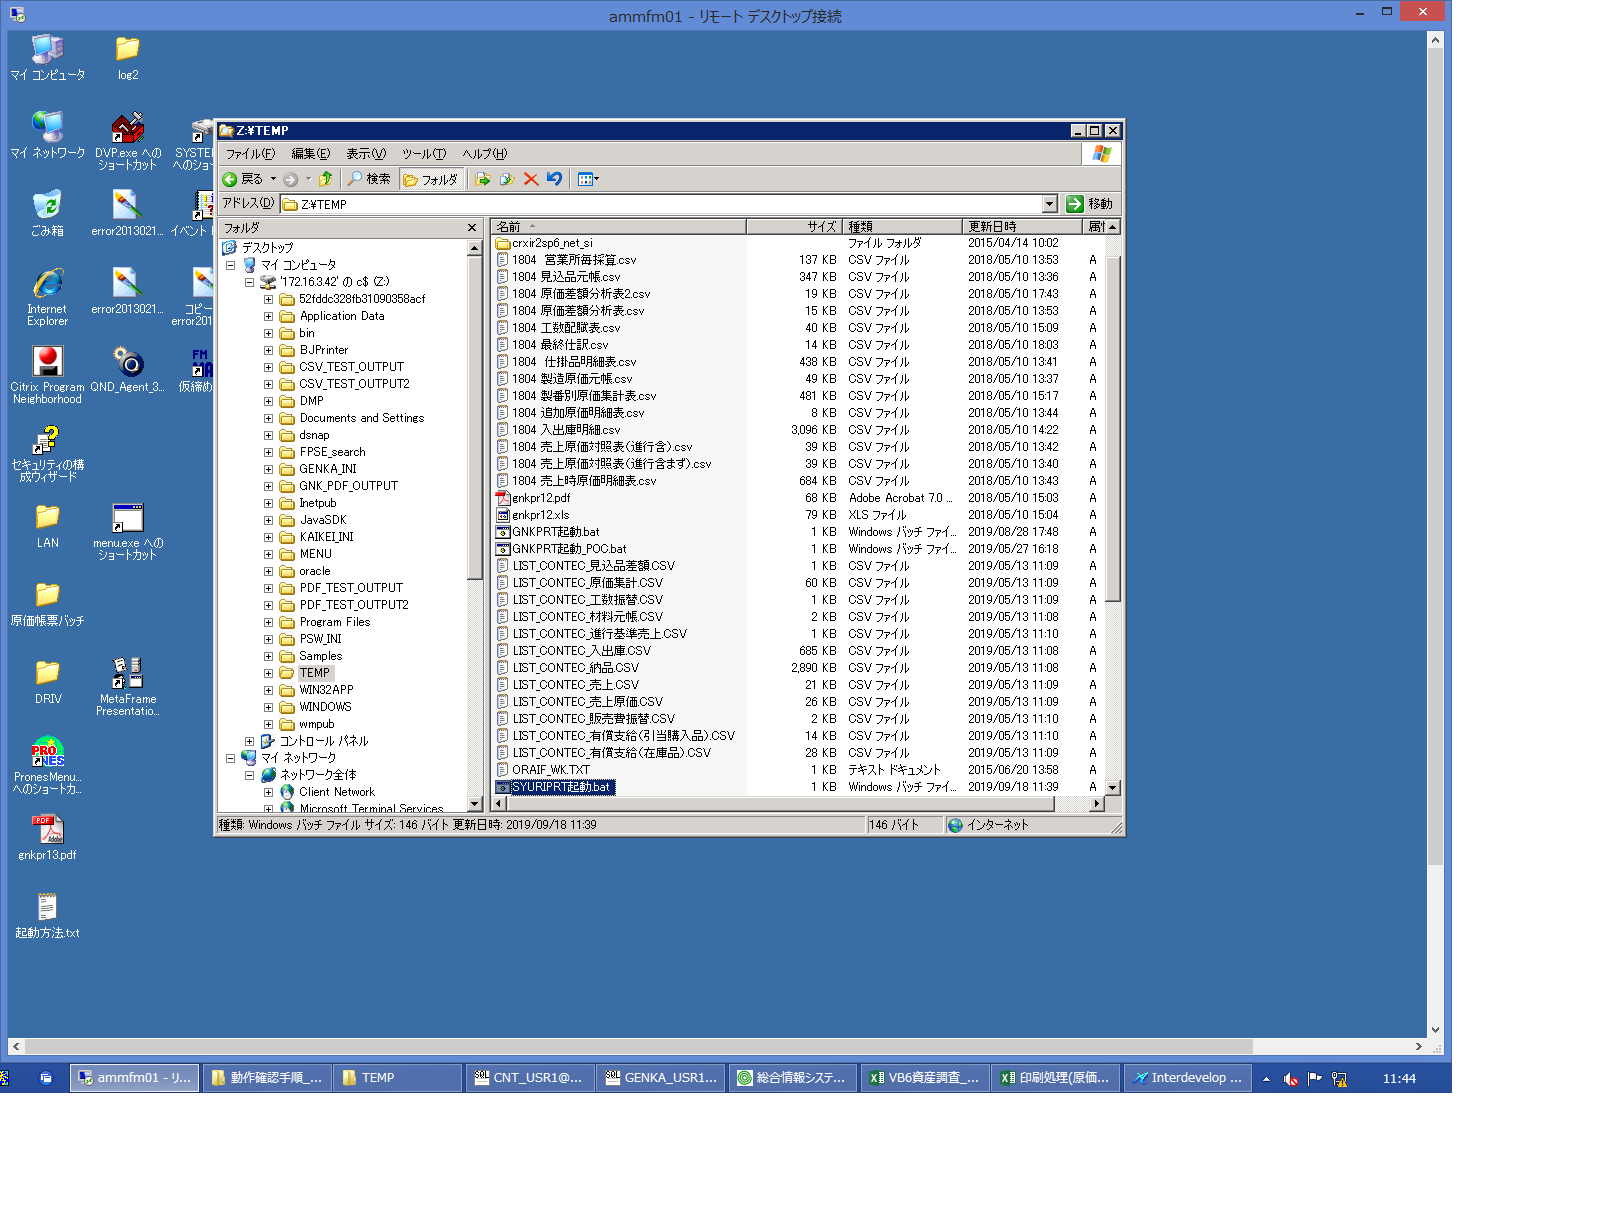 ammfm01 - リモート デスクトップ接続
マイ コンピュータ
log2
マイ ネットワーク
DVP.exe への
ショートカット
SYSTE
へのショ
ごみ箱
error2013021...
イベント
Internet
Explorer
error2013021...
コピー
error201
Citrix Program
Neighborhood
QND_Agent_3...
仮締め
セキュリティの構
成ウィザード
LAN
menu.exe への
ショートカット
原価帳票バッチ
DRIV
MetaFrame
Presentatio...
PronesMenu...
へのショートカ...
gnkpr13.pdf
起動方法.txt
Z:¥TEMP
ファイル(F) 編集(E) 表示(V) ツール(T) ヘルプ(H)
戻る 検索 フォルダ
アドレス(D) Z:¥TEMP 移動
フォルダ
デスクトップ
マイ コンピュータ
'172.16.3.42' の c$ (Z:)
52fddc328fb31090358acf
Application Data
bin
BJPrinter
CSV_TEST_OUTPUT
CSV_TEST_OUTPUT2
DMP
Documents and Settings
dsnap
FPSE_search
GENKA_INI
GNK_PDF_OUTPUT
Inetpub
JavaSDK
KAIKEI_INI
MENU
oracle
PDF_TEST_OUTPUT
PDF_TEST_OUTPUT2
Program Files
PSW_INI
Samples
TEMP
WIN32APP
WINDOWS
wmpub
コントロール パネル
マイ ネットワーク
ネットワーク全体
Client Network
Microsoft Terminal Services
名前 サイズ 種類 更新日時 属
crxir2sp6_net_si ファイル フォルダ 2015/04/14 10:02
1804　営業所毎採算.csv 137 KB CSV ファイル 2018/05/10 13:53 A
1804 見込品元帳.csv 347 KB CSV ファイル 2018/05/10 13:36 A
1804 原価差額分析表2.csv 19 KB CSV ファイル 2018/05/10 17:43 A
1804 原価差額分析表.csv 15 KB CSV ファイル 2018/05/10 13:53 A
1804 工数配賦表.csv 40 KB CSV ファイル 2018/05/10 15:09 A
1804 最終仕訳.csv 14 KB CSV ファイル 2018/05/10 18:03 A
1804　仕掛品明細表.csv 438 KB CSV ファイル 2018/05/10 13:41 A
1804 製造原価元帳.csv 49 KB CSV ファイル 2018/05/10 13:37 A
1804 製番別原価集計表.csv 481 KB CSV ファイル 2018/05/10 15:17 A
1804 追加原価明細表.csv 8 KB CSV ファイル 2018/05/10 13:44 A
1804 入出庫明細.csv 3,096 KB CSV ファイル 2018/05/10 14:22 A
1804 売上原価対照表(進行含).csv 39 KB CSV ファイル 2018/05/10 13:42 A
1804 売上原価対照表(進行含まず).csv 39 KB CSV ファイル 2018/05/10 13:40 A
1804 売上時原価明細表.csv 684 KB CSV ファイル 2018/05/10 13:43 A
gnkpr12.pdf 68 KB Adobe Acrobat 7.0 ... 2018/05/10 15:03 A
gnkpr12.xls 79 KB XLS ファイル 2018/05/10 15:04 A
GNKPRT起動.bat 1 KB Windows バッチ ファイ... 2019/08/28 17:48 A
GNKPRT起動_POC.bat 1 KB Windows バッチ ファイ... 2019/05/27 16:18 A
LIST_CONTEC_見込品差額.CSV 1 KB CSV ファイル 2019/05/13 11:09 A
LIST_CONTEC_原価集計.CSV 60 KB CSV ファイル 2019/05/13 11:09 A
LIST_CONTEC_工数振替.CSV 1 KB CSV ファイル 2019/05/13 11:09 A
LIST_CONTEC_材料元帳.CSV 2 KB CSV ファイル 2019/05/13 11:08 A
LIST_CONTEC_進行基準売上.CSV 1 KB CSV ファイル 2019/05/13 11:10 A
LIST_CONTEC_入出庫.CSV 685 KB CSV ファイル 2019/05/13 11:08 A
LIST_CONTEC_納品.CSV 2,890 KB CSV ファイル 2019/05/13 11:08 A
LIST_CONTEC_売上.CSV 21 KB CSV ファイル 2019/05/13 11:09 A
LIST_CONTEC_売上原価.CSV 26 KB CSV ファイル 2019/05/13 11:09 A
LIST_CONTEC_販売費振替.CSV 2 KB CSV ファイル 2019/05/13 11:10 A
LIST_CONTEC_有償支給(引当購入品).CSV 14 KB CSV ファイル 2019/05/13 11:10 A
LIST_CONTEC_有償支給(在庫品).CSV 28 KB CSV ファイル 2019/05/13 11:09 A
ORAIF_WK.TXT 1 KB テキスト ドキュメント 2015/06/20 13:58 A
SYURIPRT起動.bat 1 KB Windows バッチ ファイ... 2019/09/18 11:39 A
種類: Windows バッチ ファイル サイズ: 146 バイト 更新日時: 2019/09/18 11:39 146 バイト インターネット
ammfm01 - リ... 動作確認手順_... TEMP CNT_USR1@... GENKA_USR1... 総合情報システ... VB6資産調査_... 印刷処理(原価... Interdevelop ... 11:44